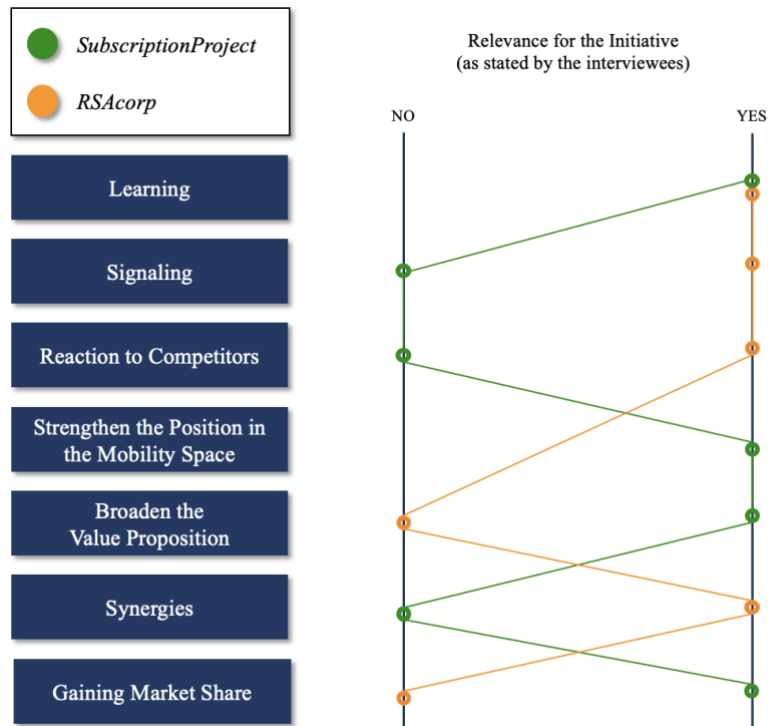 SubscriptionProject
RSAcorp
Relevance for the Initiative
(as stated by the interviewees)
NO
YES
Learning
Signaling
Reaction to Competitors
Strengthen the Position in
the Mobility Space
Broaden the
Value Proposition
Synergies
Gaining Market Share